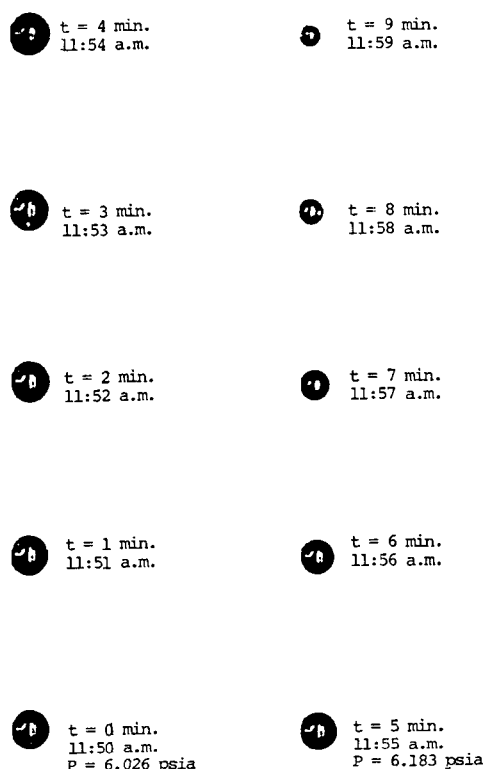 t = 4 min.
11:54 a.m.
t = 3 min.
11:53 a.m.
t = 2 min.
11:52 a.m.
t = 1 min.
11:51 a.m.
t = 0 min.
11:50 a.m.
P = 6.026 psia
t = 9 min.
11:59 a.m.
t = 8 min.
11:58 a.m.
t = 7 min.
11:57 a.m.
t = 6 min.
11:56 a.m.
t = 5 min.
11:55 a.m.
P = 6.183 psia